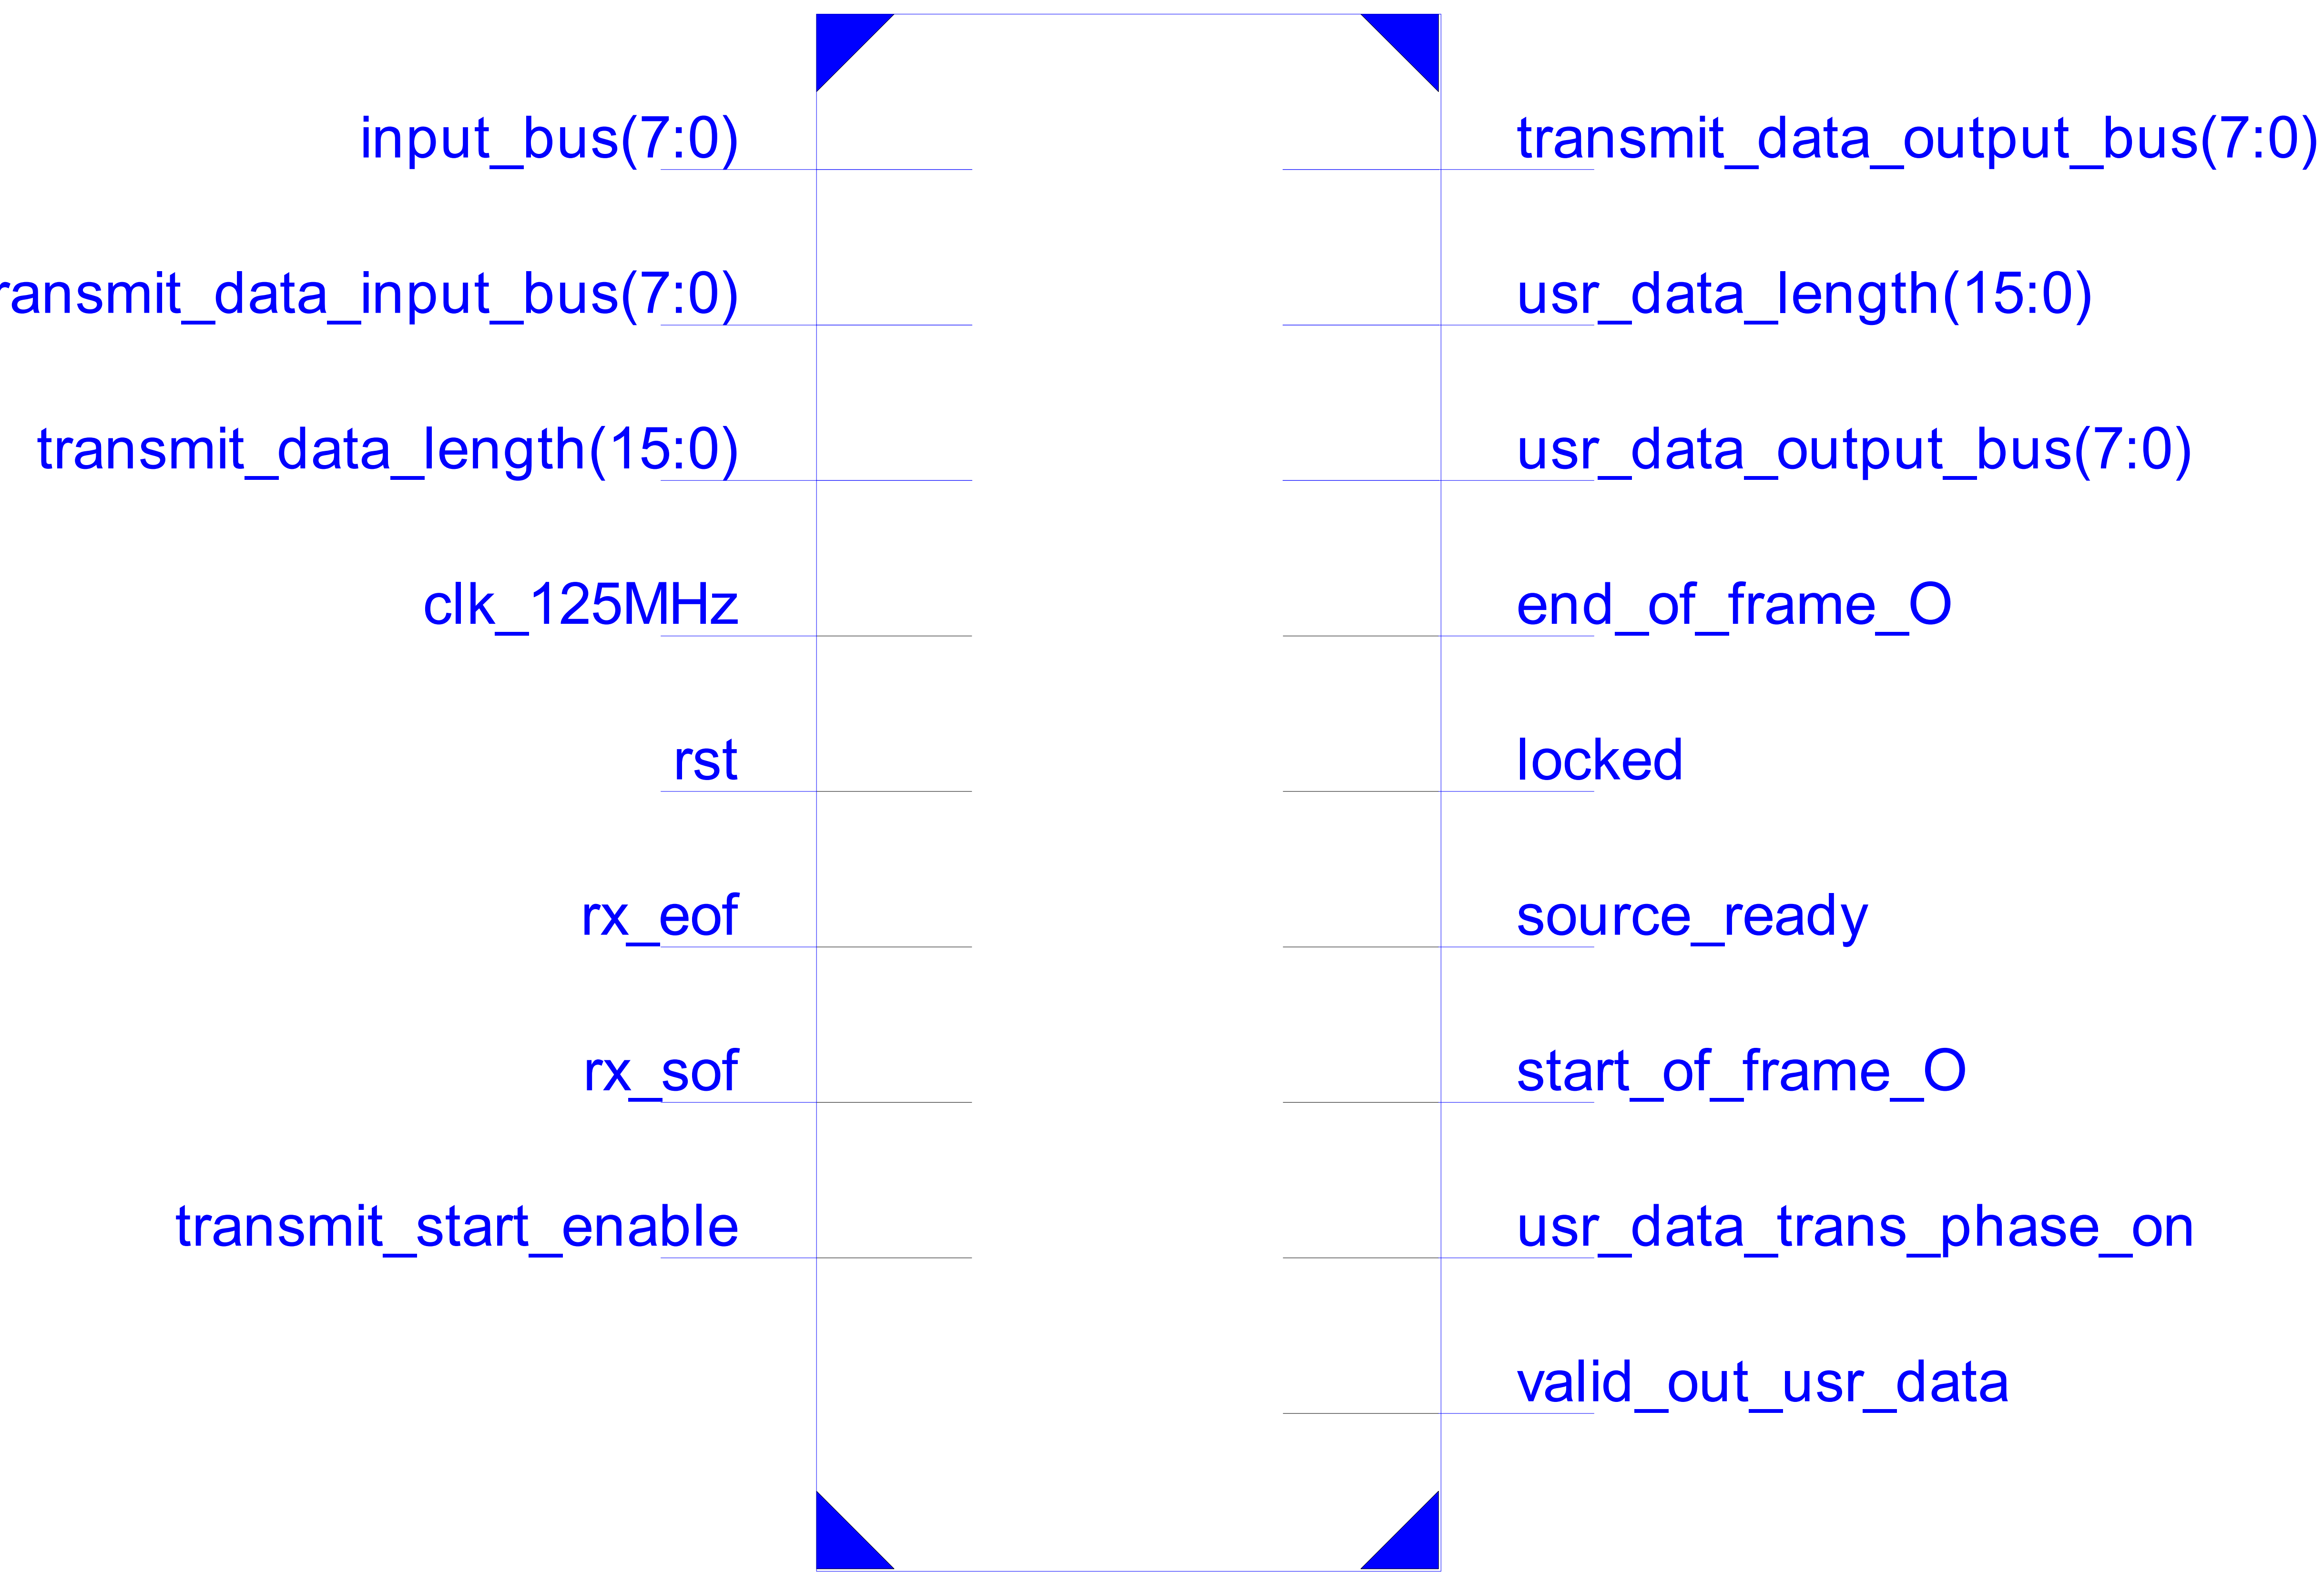 input_bus(7:0)
ransmit_data_input_bus(7:0)
transmit_data_length(15:0)
clk_125MHz
rst
rx_eof
rx_sof
transmit_start_enable
transmit_data_output_bus(7:0)
usr_data_length(15:0)
usr_data_output_bus(7:0)
end_of_frame_O
locked
source_ready
start_of_frame_O
usr_data_trans_phase_on
valid_out_usr_data